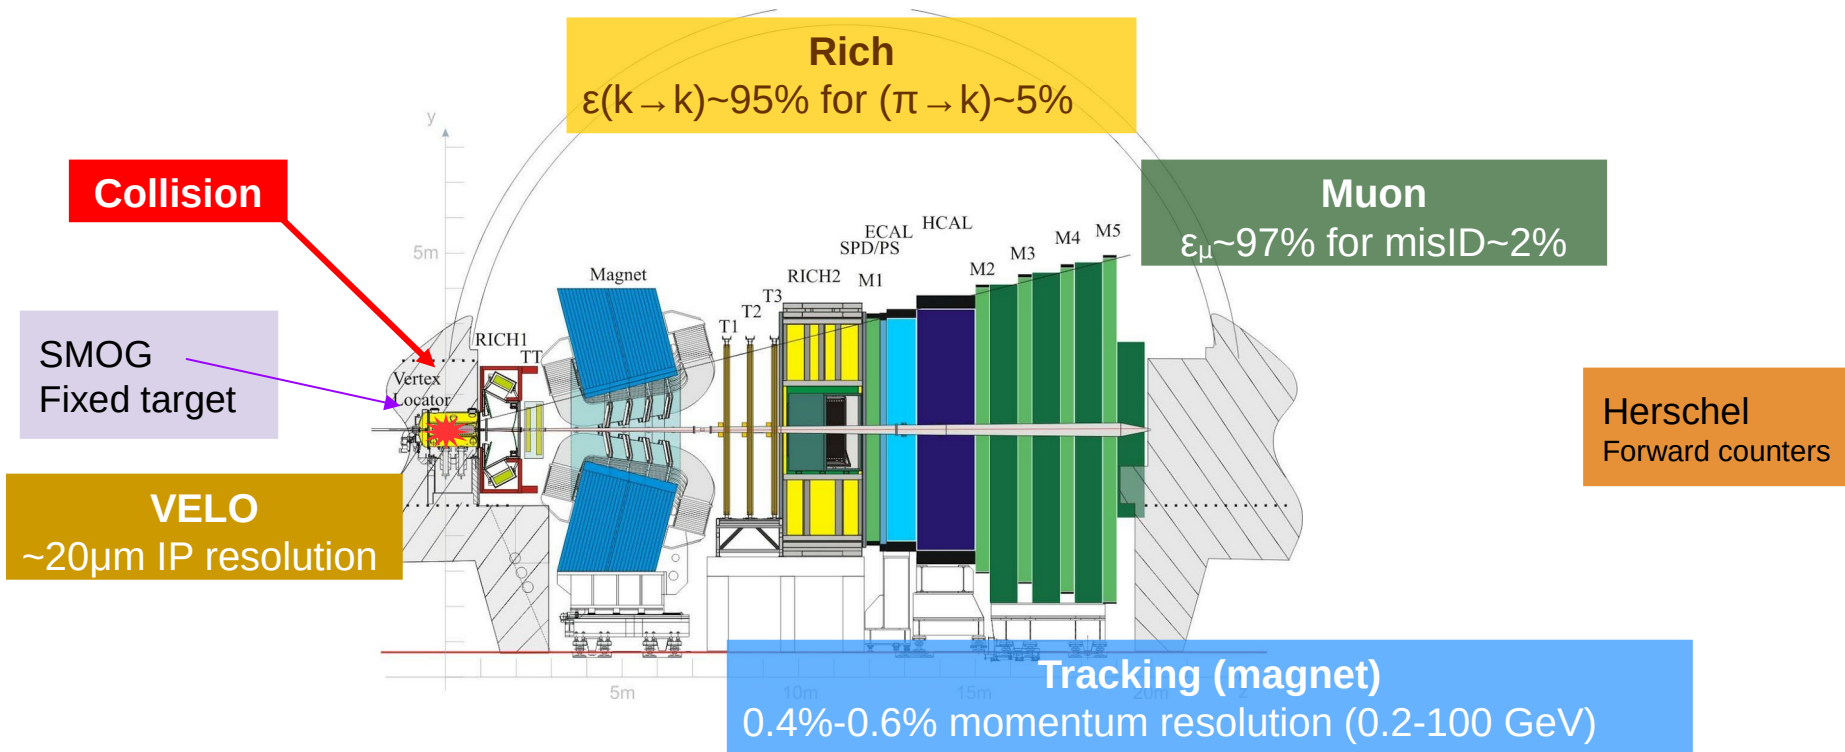 Rich
ε(k→k)~95% for (π→k)~5%
y
Collision
Muon
εμ~97% for misID~2%
5m
HCAL
ECAL
SPD/PS
M5
M4
M3
M2
M1
RICH2
Magnet
T3
T2
T1
RICH1
TT
SMOG
Fixed target
Vertex
Locator
Herschel
Forward counters
VELO
~20μm IP resolution
Tracking (magnet)
0.4%-0.6% momentum resolution (0.2-100 GeV)
5m
10m
15m
20m
z